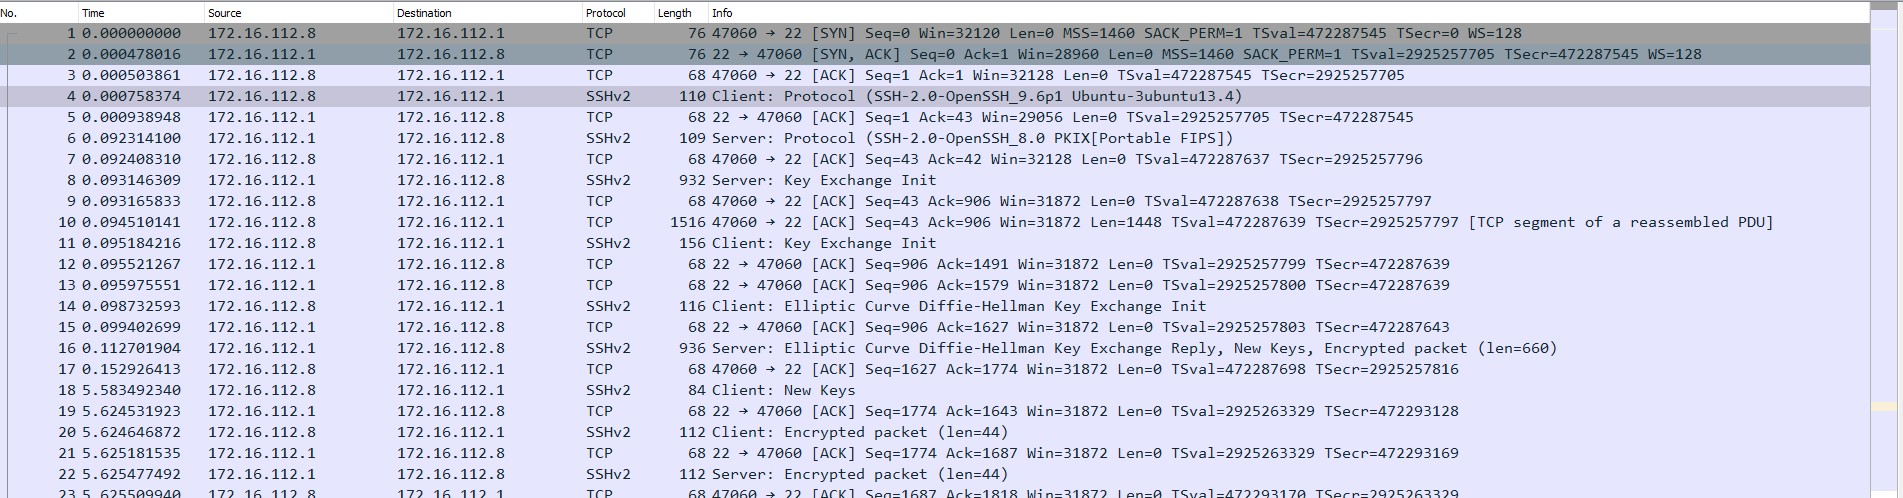 No. Time Source Destination Protocol Length Info
1 0.000000000 172.16.112.8 172.16.112.1 TCP 76 47060 → 22 [SYN] Seq=0 Win=32120 Len=0 MSS=1460 SACK_PERM=1 TSval=472287545 TSecr=0 WS=128
2 0.000478016 172.16.112.1 172.16.112.8 TCP 76 22 → 47060 [SYN, ACK] Seq=0 Ack=1 Win=28960 Len=0 MSS=1460 SACK_PERM=1 TSval=2925257705 TSecr=472287545 WS=128
3 0.000503861 172.16.112.8 172.16.112.1 TCP 68 47060 → 22 [ACK] Seq=1 Ack=1 Win=32128 Len=0 TSval=472287545 TSecr=2925257705
4 0.000758374 172.16.112.8 172.16.112.1 SSHv2 110 Client: Protocol (SSH-2.0-OpenSSH_9.6p1 Ubuntu-3ubuntu13.4)
5 0.000938948 172.16.112.1 172.16.112.8 TCP 68 22 → 47060 [ACK] Seq=1 Ack=43 Win=29056 Len=0 TSval=2925257705 TSecr=472287545
6 0.092314100 172.16.112.1 172.16.112.8 SSHv2 109 Server: Protocol (SSH-2.0-OpenSSH_8.0 PKIX[Portable FIPS])
7 0.092408310 172.16.112.8 172.16.112.1 TCP 68 47060 → 22 [ACK] Seq=43 Ack=42 Win=32128 Len=0 TSval=472287637 TSecr=2925257796
8 0.093146309 172.16.112.1 172.16.112.8 SSHv2 932 Server: Key Exchange Init
9 0.093165833 172.16.112.8 172.16.112.1 TCP 68 47060 → 22 [ACK] Seq=43 Ack=906 Win=31872 Len=0 TSval=472287638 TSecr=2925257797
10 0.094510141 172.16.112.8 172.16.112.1 TCP 1516 47060 → 22 [ACK] Seq=43 Ack=906 Win=31872 Len=1448 TSval=472287639 TSecr=2925257797 [TCP segment of a reassembled PDU]
11 0.095184216 172.16.112.8 172.16.112.1 SSHv2 156 Client: Key Exchange Init
12 0.095521267 172.16.112.1 172.16.112.8 TCP 68 22 → 47060 [ACK] Seq=906 Ack=1491 Win=31872 Len=0 TSval=2925257799 TSecr=472287639
13 0.095975551 172.16.112.1 172.16.112.8 TCP 68 22 → 47060 [ACK] Seq=906 Ack=1579 Win=31872 Len=0 TSval=2925257800 TSecr=472287639
14 0.098732593 172.16.112.8 172.16.112.1 SSHv2 116 Client: Elliptic Curve Diffie-Hellman Key Exchange Init
15 0.099402699 172.16.112.1 172.16.112.8 TCP 68 22 → 47060 [ACK] Seq=906 Ack=1627 Win=31872 Len=0 TSval=2925257803 TSecr=472287643
16 0.112701904 172.16.112.1 172.16.112.8 SSHv2 936 Server: Elliptic Curve Diffie-Hellman Key Exchange Reply, New Keys, Encrypted packet (len=660)
17 0.152926413 172.16.112.8 172.16.112.1 TCP 68 47060 → 22 [ACK] Seq=1627 Ack=1774 Win=31872 Len=0 TSval=472287698 TSecr=2925257816
18 5.583492340 172.16.112.8 172.16.112.1 SSHv2 84 Client: New Keys
19 5.624531923 172.16.112.1 172.16.112.8 TCP 68 22 → 47060 [ACK] Seq=1774 Ack=1643 Win=31872 Len=0 TSval=2925263329 TSecr=472293128
20 5.624646872 172.16.112.8 172.16.112.1 SSHv2 112 Client: Encrypted packet (len=44)
21 5.625181535 172.16.112.1 172.16.112.8 TCP 68 22 → 47060 [ACK] Seq=1774 Ack=1687 Win=31872 Len=0 TSval=2925263329 TSecr=472293169
22 5.625477492 172.16.112.1 172.16.112.8 SSHv2 112 Server: Encrypted packet (len=44)
23 5.625509940 172.16.112.8 172.16.112.1 TCP 68 47060 → 22 [ACK] Seq=1687 Ack=1818 Win=31872 Len=0 TSval=472293170 TSecr=2925263329